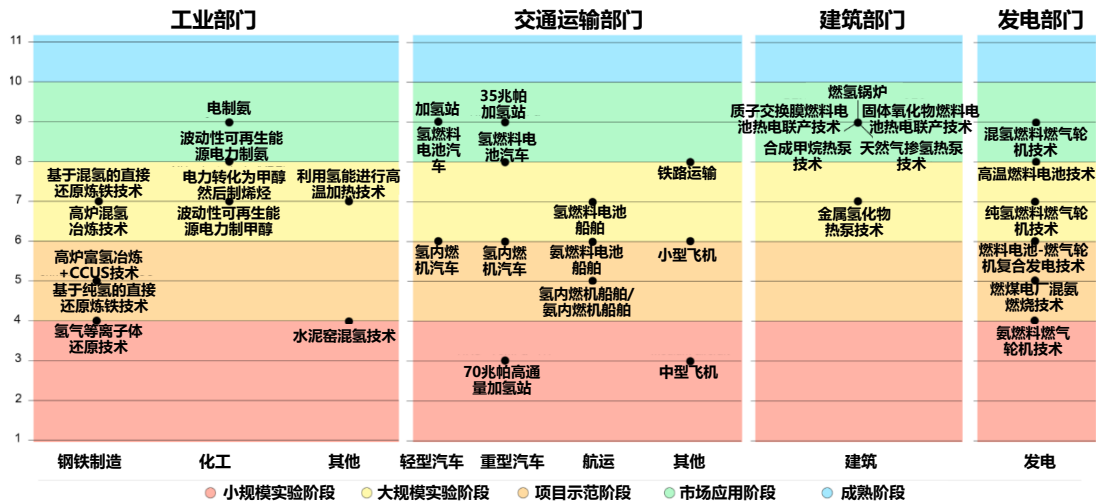 工业部门
交通运输部门
建筑部门
发电部门
11
10
9
8
7
6
5
4
3
2
1
电制氨
波动性可再生能
源电力制氨
基于混氢的直接
还原炼铁技术
电力转化为甲醇
然后制烯烃
利用氢能进行高
温加热技术
高炉混氢
冶炼技术
波动性可再生能
源电力制甲醇
高炉富氢冶炼
+CCUS技术
基于纯氢的直接
还原炼铁技术
氢气等离子体
还原技术
水泥窑混氢技术
加氢站
35兆帕
加氢站
氢燃料
电池汽
车
氢燃料电
池汽车
铁路运输
氢燃料电池
船舶
氢内燃
机汽车
氢内燃
机汽车
氨燃料电池
船舶
小型飞机
氢内燃机船舶/
氨内燃机船舶
70兆帕高通
量加氢站
中型飞机
燃氢锅炉
质子交换膜燃料电
池热电联产技术
固体氧化物燃料电
池热电联产技术
合成甲烷热泵
技术
天然气掺氢热泵
技术
金属氢化物
热泵技术
混氢燃料燃气轮
机技术
高温燃料电池技术
纯氢燃料燃气轮
机技术
燃料电池-燃气轮
机复合发电技术
燃煤电厂混氨
燃烧技术
氨燃料燃气
轮机技术
钢铁制造
化工
其他
轻型汽车
重型汽车
航运
其他
建筑
发电
小规模实验阶段
大规模实验阶段
项目示范阶段
市场应用阶段
成熟阶段